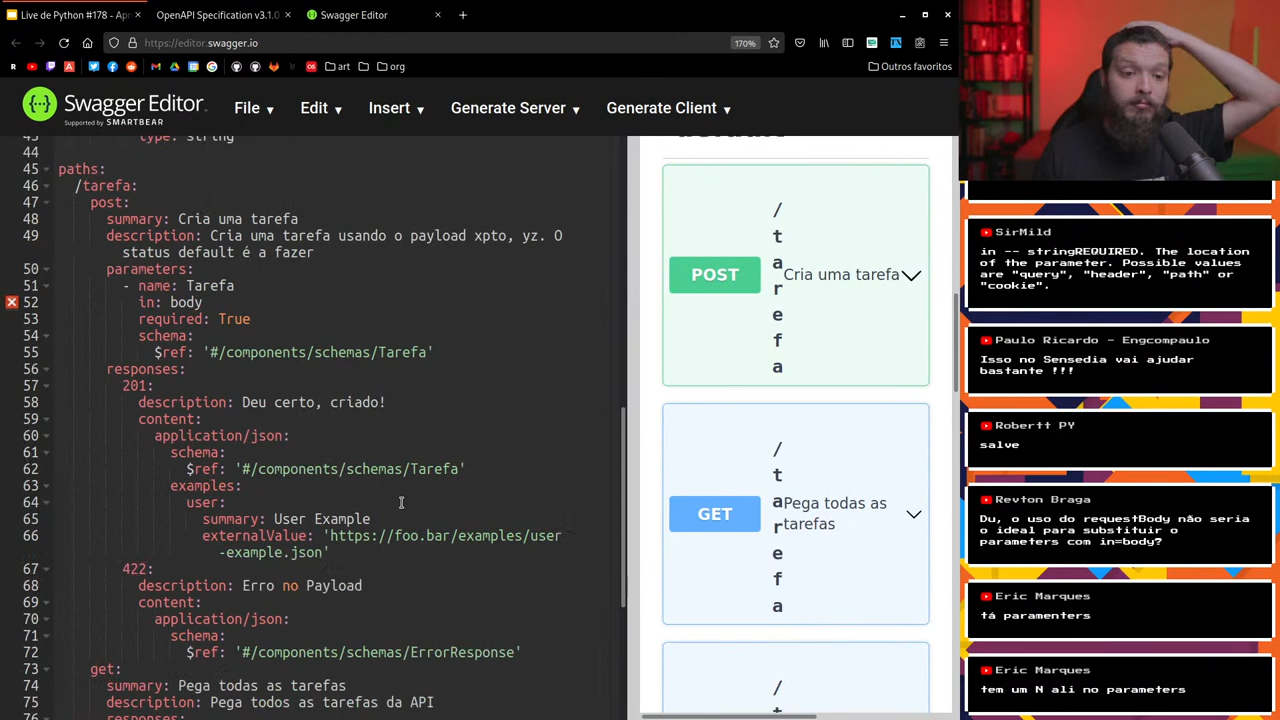 Live de Python #178 - Apr
OpenAPI Specification v3.1.0
Swagger Editor
https://editor.swagger.io
170%
art
org
Outros favoritos
Swagger Editor
Supported by SMARTBEAR
File
Edit
Insert
Generate Server
Generate Client
43 type: string
44
45 paths:
46 /tarefa:
47 post:
48 summary: Cria uma tarefa
49 description: Cria uma tarefa usando o payload xpto, yz. O
status default é a fazer
50 parameters:
51 - name: Tarefa
52 in: body
53 required: True
54 schema:
55 $ref: '#/components/schemas/Tarefa'
56 responses:
57 201:
58 description: Deu certo, criado!
59 content:
60 application/json:
61 schema:
62 $ref: '#/components/schemas/Tarefa'
63 examples:
64 user:
65 summary: User Example
66 externalValue: 'https://foo.bar/examples/user
-example.json'
67 422:
68 description: Erro no Payload
69 content:
70 application/json:
71 schema:
72 $ref: '#/components/schemas/ErrorResponse'
73 get:
74 summary: Pega todas as tarefas
75 description: Pega todos as tarefas da API
76 responses:
default
POST
/tarefa
Cria uma tarefa
GET
/tarefa
Pega todas as
tarefas
/t
SirMild
in -- stringREQUIRED. The location
of the parameter. Possible values
are "query", "header", "path" or
"cookie".
Paulo Ricardo - Engcompaulo
Isso no Sensedia vai ajudar
bastante !!!
Robertt PY
salve
Revton Braga
Du, o uso do requestBody não seria
o ideal para substituir o
parameters com in=body?
Eric Marques
tá paramenters
Eric Marques
tem um N ali no parameters